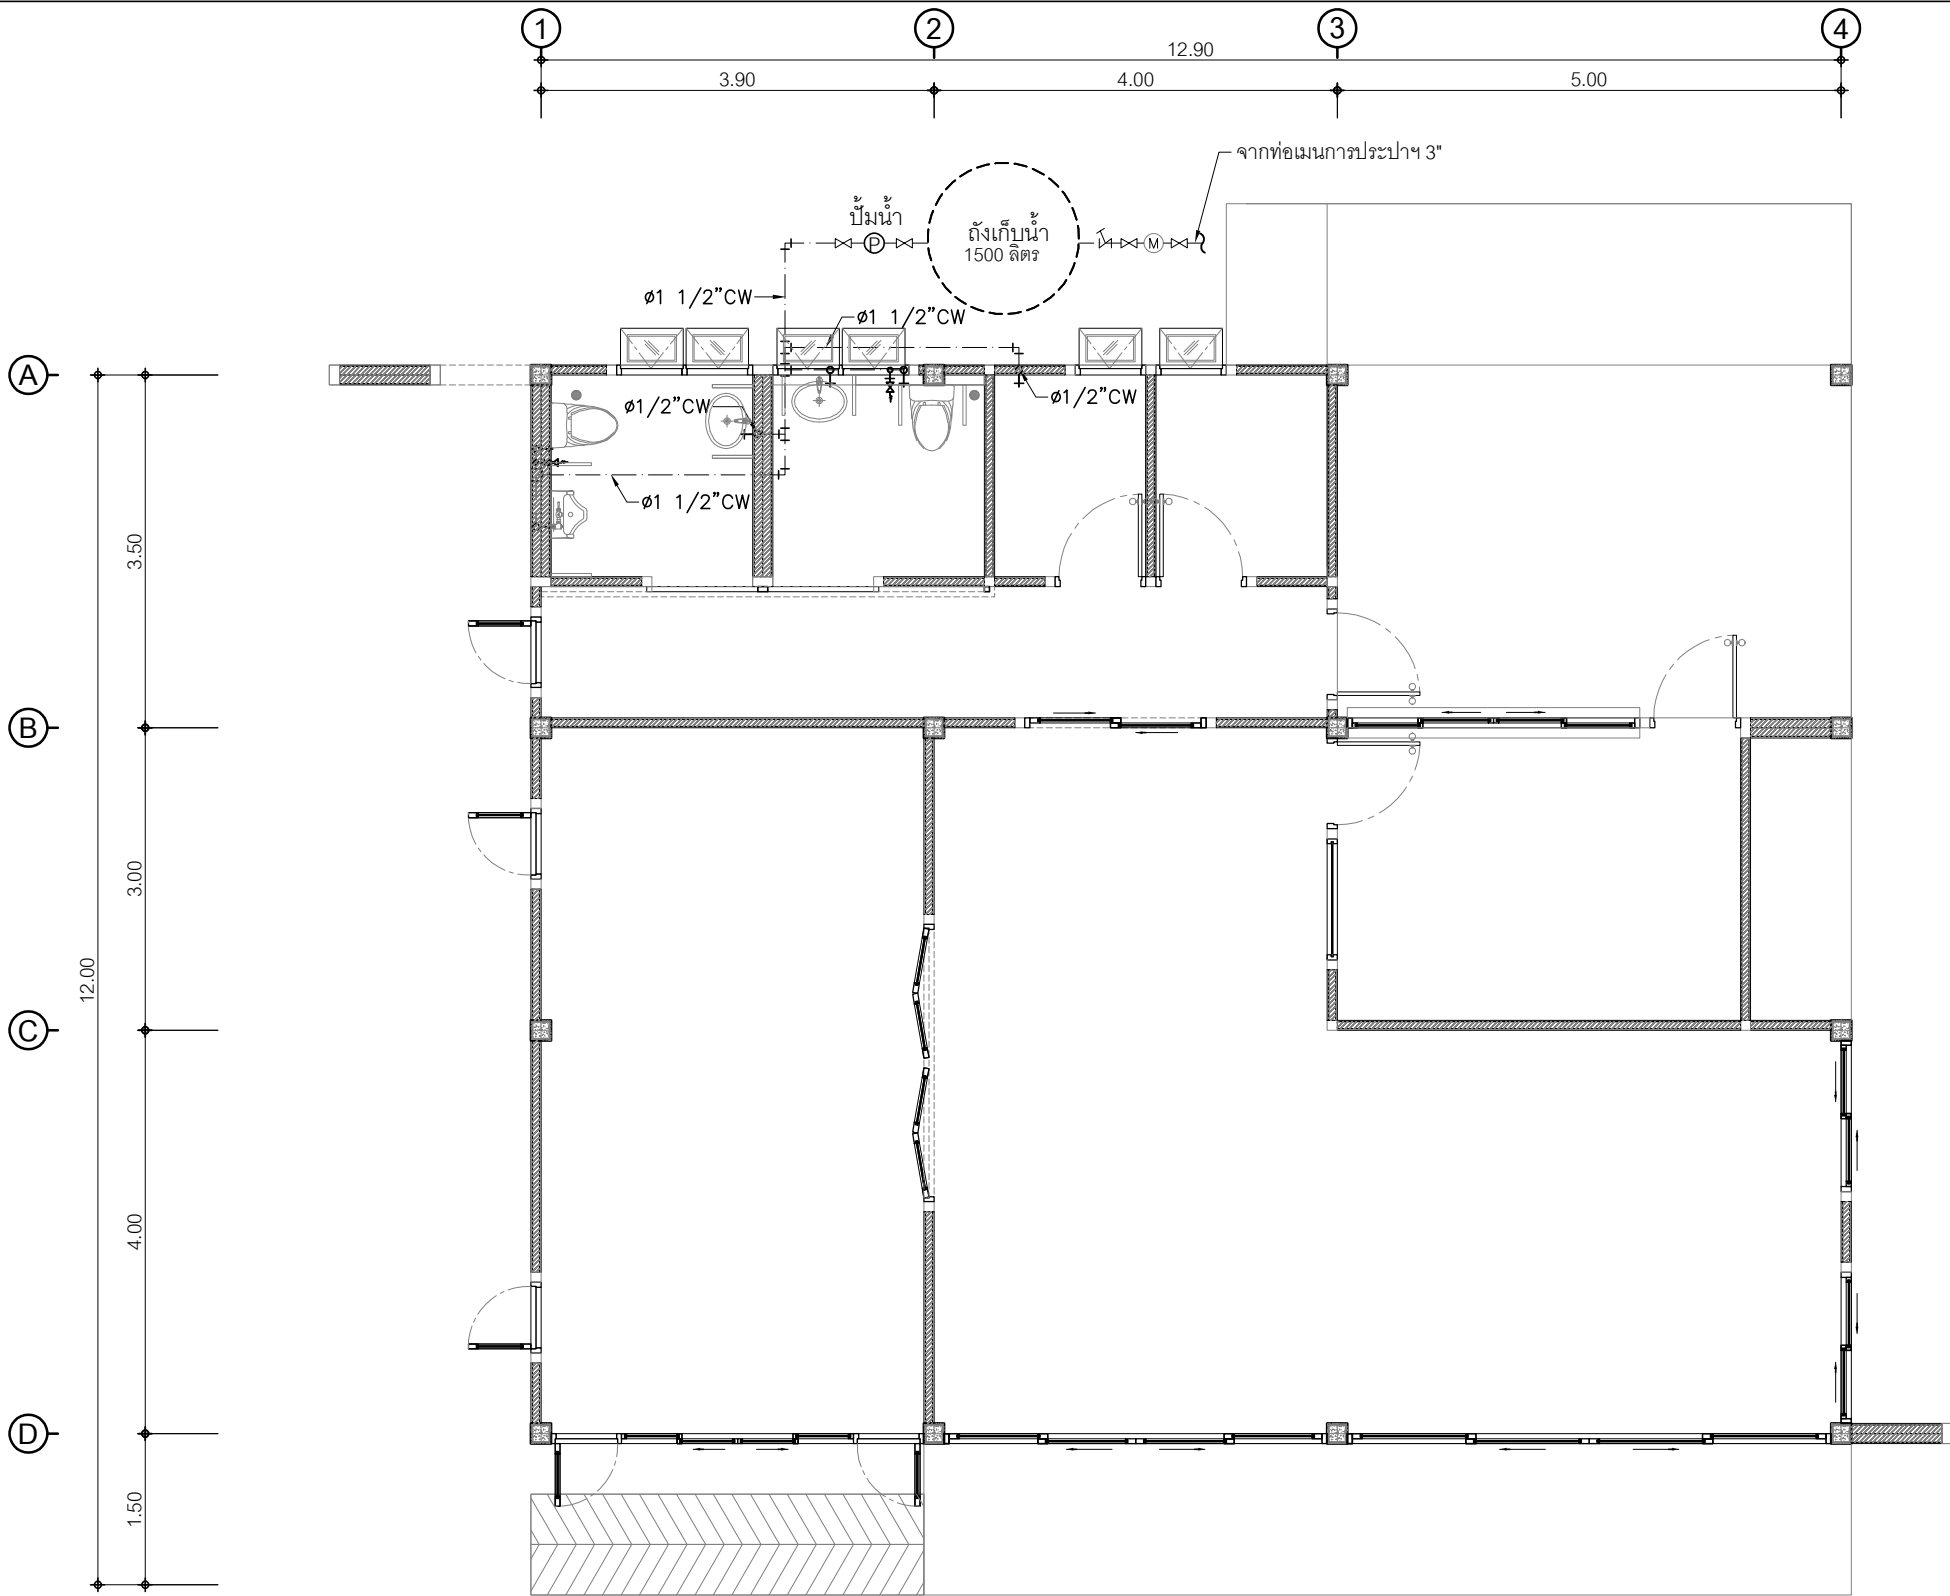 1
2
3
4
12.90
3.90
4.00
5.00
จากท่อเมนการประปาฯ 3"
ปั๊มน้ำ
P
ถังเก็บน้ำ
1500 ลิตร
M
ø1 1/2"CW
ø1 1/2"CW
A
ø1/2"CW
ø1/2"CW
ø1 1/2"CW
3.50
B
3.00
12.00
C
4.00
D
1.50